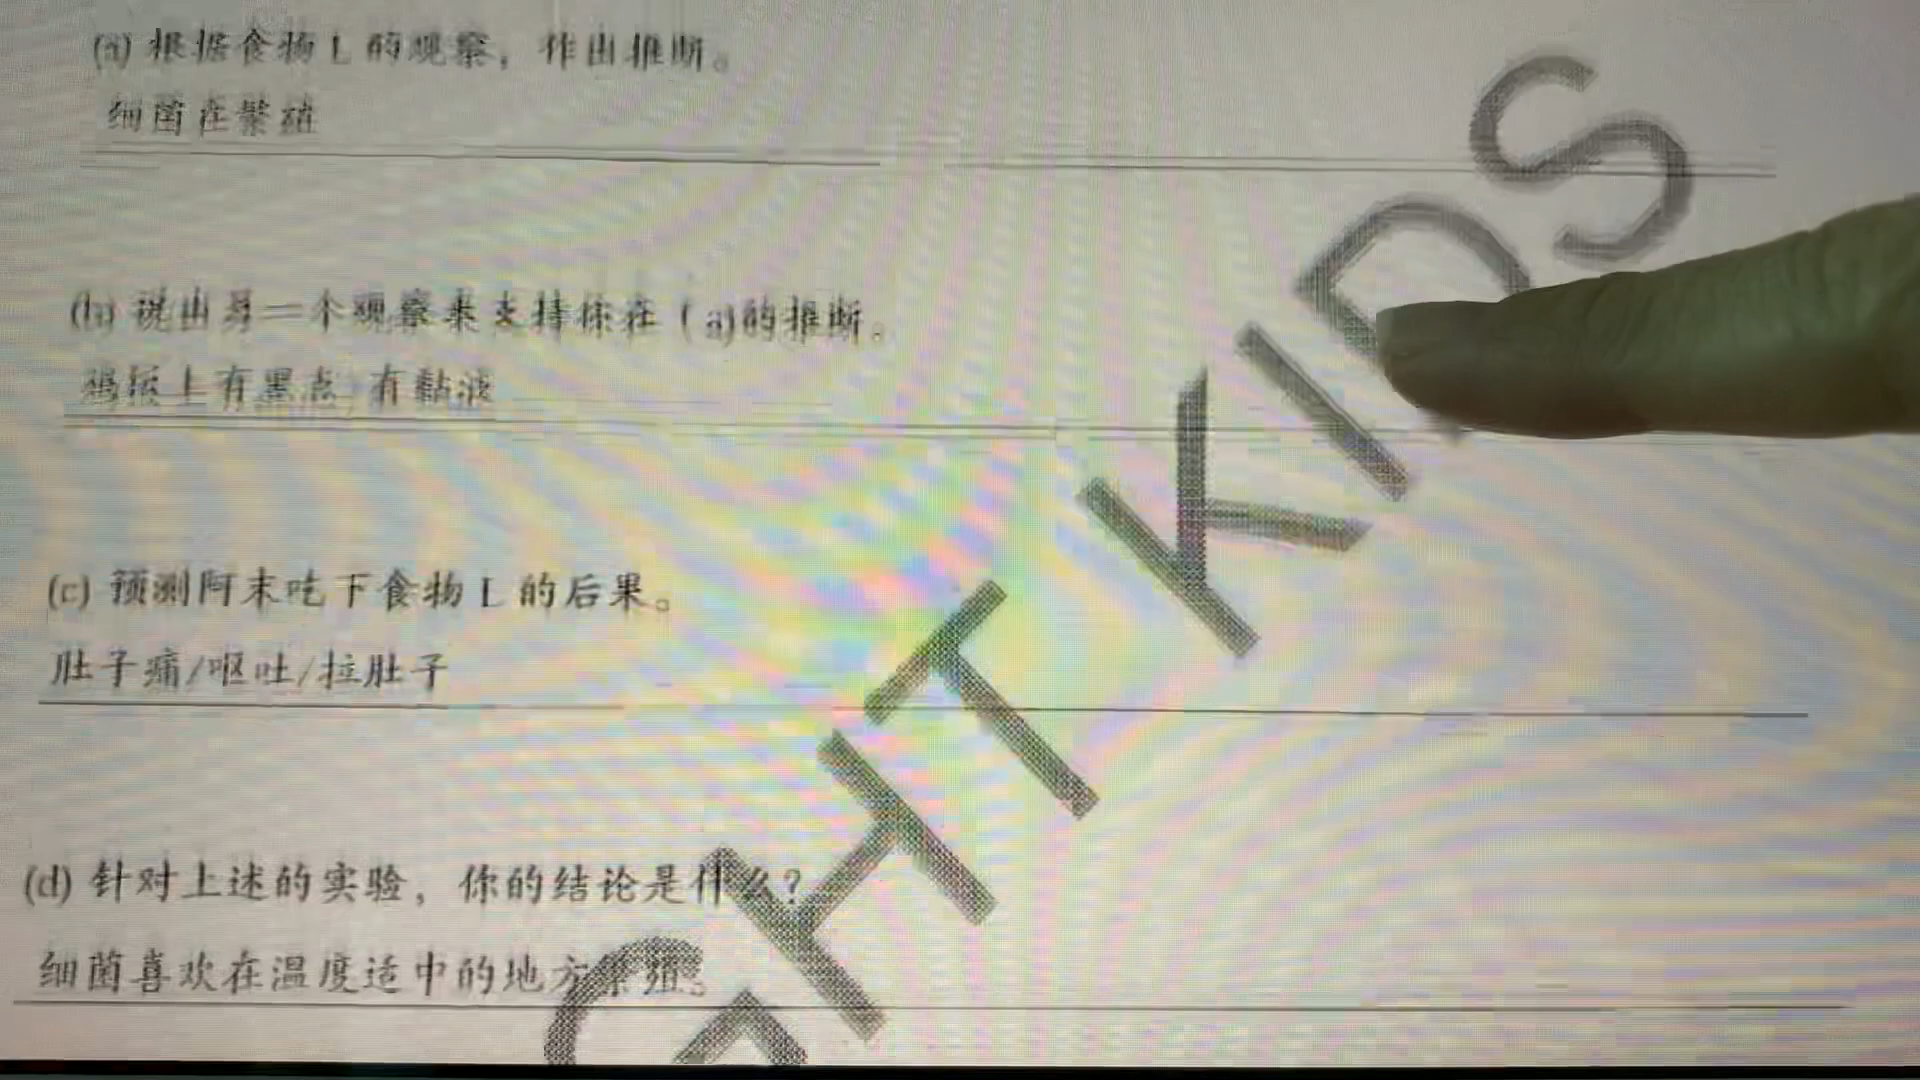 (a) 根据食物 L 的观察，作出推断。
细菌在繁殖
(b) 说出另一个观察来支持你在 (a)的推断。
鸡扳上有黑点，有黏液
(c) 预测阿末吃下食物 L 的后果。
肚子痛/呕吐/拉肚子
(d) 针对上述的实验，你的结论是什么？
细菌喜欢在温度适中的地方繁殖。
GHT KIDS